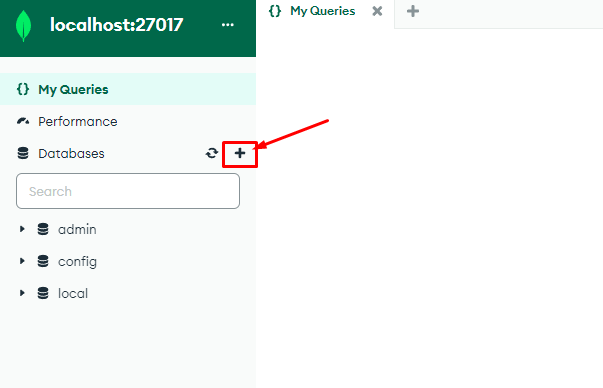 localhost:27017 ...
{} My Queries
+
{} My Queries
Performance
Databases +
Search
admin
config
local